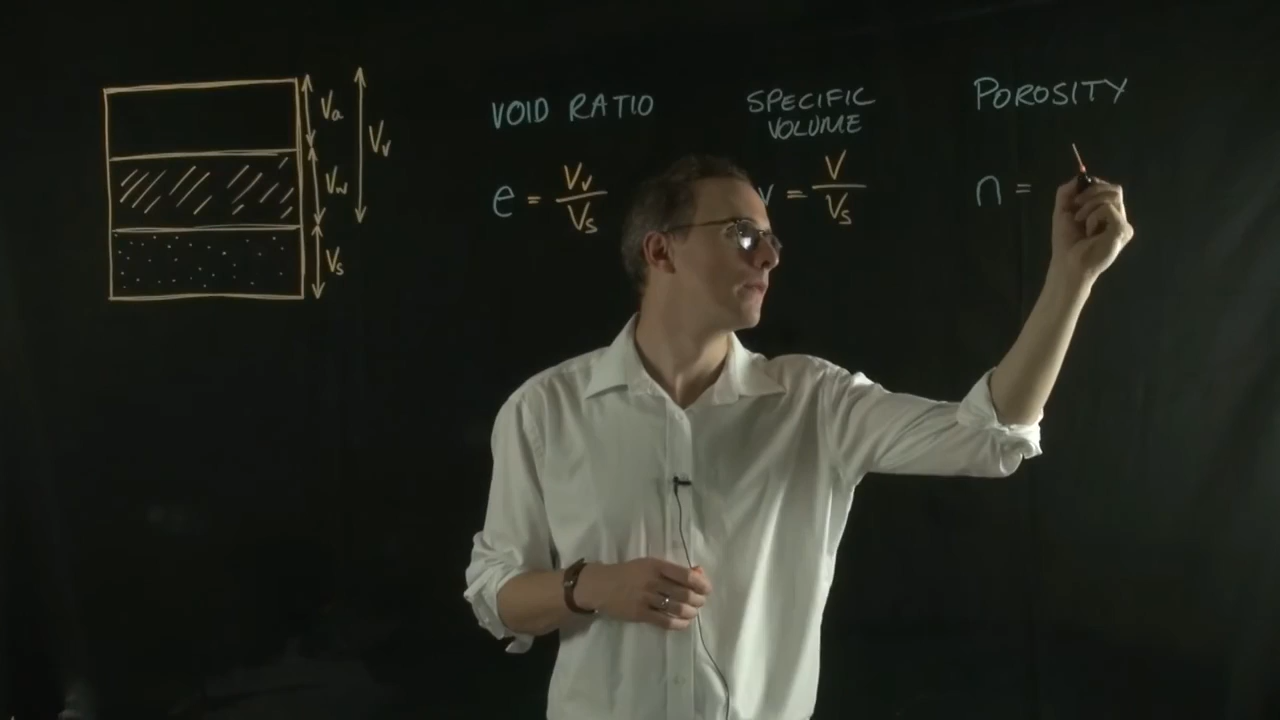 Va
Vv
Vw
Vs
VOID RATIO
e = Vv/Vs
SPECIFIC
VOLUME
v = V/Vs
POROSITY
n =